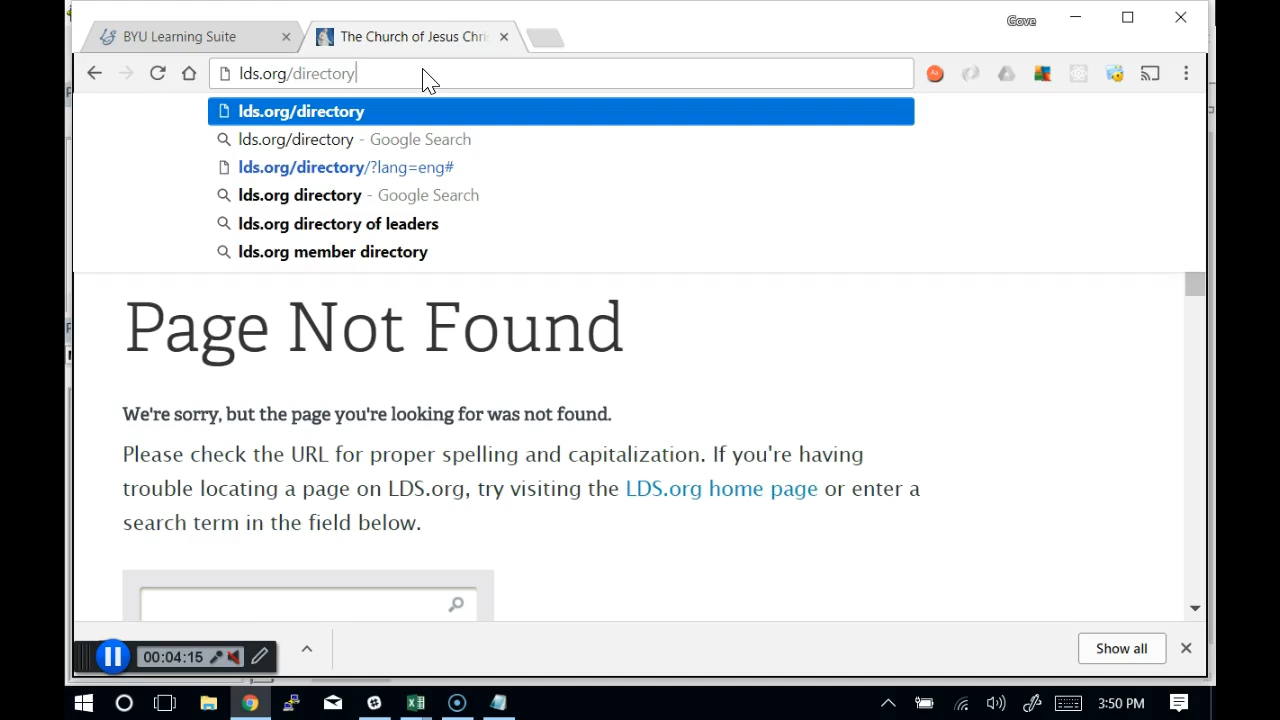 Cove
BYU Learning Suite
The Church of Jesus Chri
lds.org/directory
lds.org/directory
lds.org/directory - Google Search
lds.org/directory/?lang=eng#
lds.org directory - Google Search
lds.org directory of leaders
lds.org member directory
Page Not Found
We're sorry, but the page you're looking for was not found.
Please check the URL for proper spelling and capitalization. If you're having
trouble locating a page on LDS.org, try visiting the LDS.org home page or enter a
search term in the field below.
00:04:15
Show all
3:50 PM